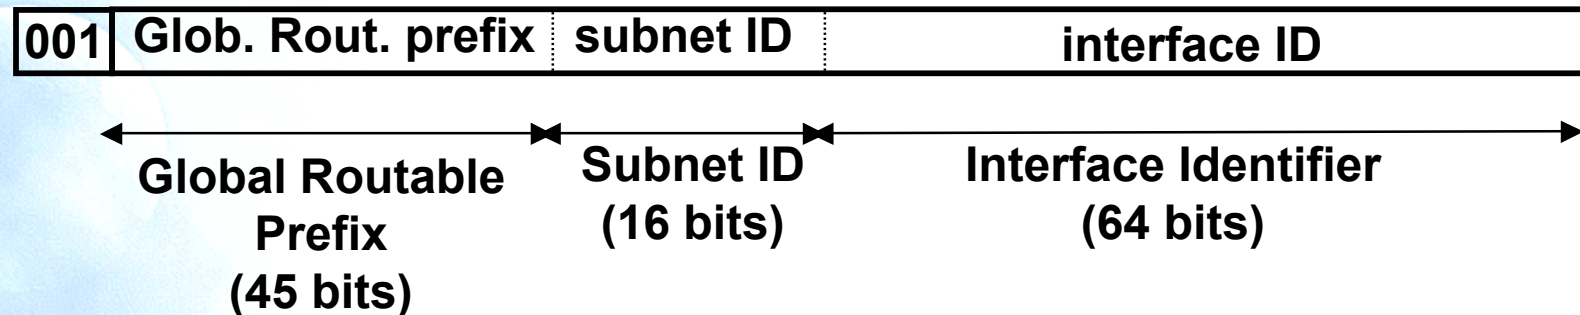 001 Glob. Rout. prefix subnet ID interface ID
Global Routable
Prefix
(45 bits)
Subnet ID
(16 bits)
Interface Identifier
(64 bits)